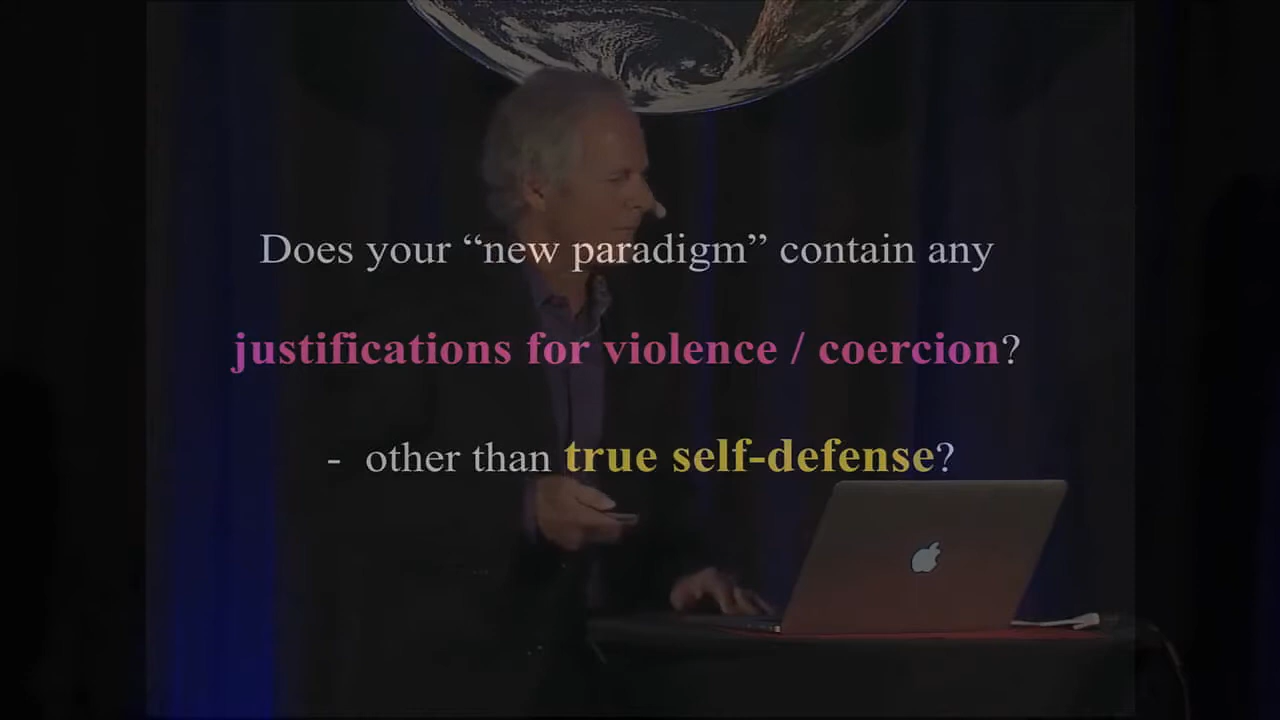 Does your “new paradigm” contain any
justifications for violence / coercion?
- other than true self-defense?